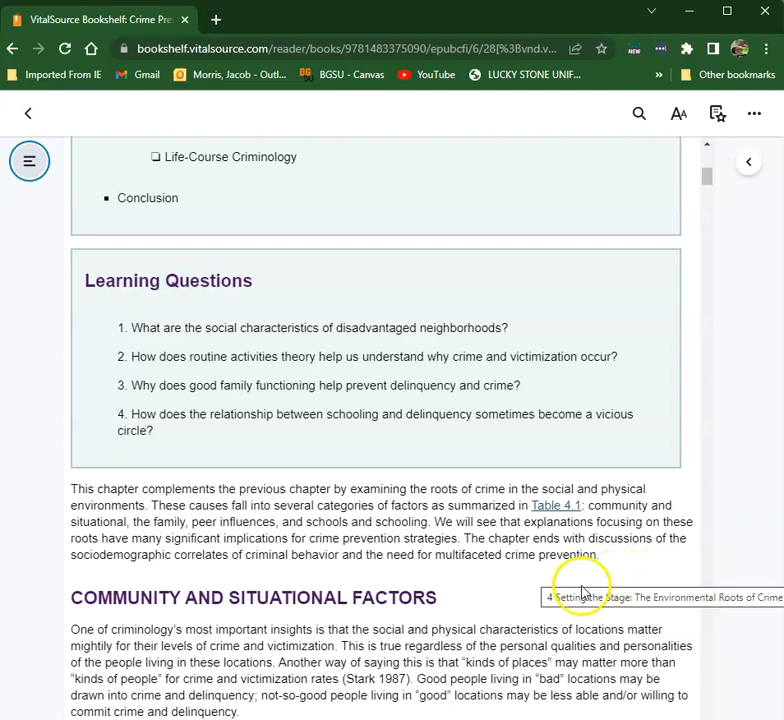 VitalSource Bookshelf: Crime Pre
bookshelf.vitalsource.com/reader/books/9781483375090/epubcfi/6/28[%3Bvnd.v...
NEW
Imported From IE
Gmail
Morris, Jacob - Outl...
BGSU - Canvas
YouTube
LUCKY STONE UNIF...
»
Other bookmarks
AA
❏ Life-Course Criminology
▪ Conclusion
Learning Questions
1. What are the social characteristics of disadvantaged neighborhoods?
2. How does routine activities theory help us understand why crime and victimization occur?
3. Why does good family functioning help prevent delinquency and crime?
4. How does the relationship between schooling and delinquency sometimes become a vicious
circle?
This chapter complements the previous chapter by examining the roots of crime in the social and physical
environments. These causes fall into several categories of factors as summarized in Table 4.1: community and
situational, the family, peer influences, and schools and schooling. We will see that explanations focusing on these
roots have many significant implications for crime prevention strategies. The chapter ends with discussions of the
sociodemographic correlates of criminal behavior and the need for multifaceted crime prevention.
4 Setting the Stage: The Environmental Roots of Crime
COMMUNITY AND SITUATIONAL FACTORS
One of criminology's most important insights is that the social and physical characteristics of locations matter
mightily for their levels of crime and victimization. This is true regardless of the personal qualities and personalities
of the people living in these locations. Another way of saying this is that “kinds of places” may matter more than
“kinds of people” for crime and victimization rates (Stark 1987). Good people living in “bad” locations may be
drawn into crime and delinquency; not-so-good people living in “good” locations may be less able and/or willing to
commit crime and delinquency.